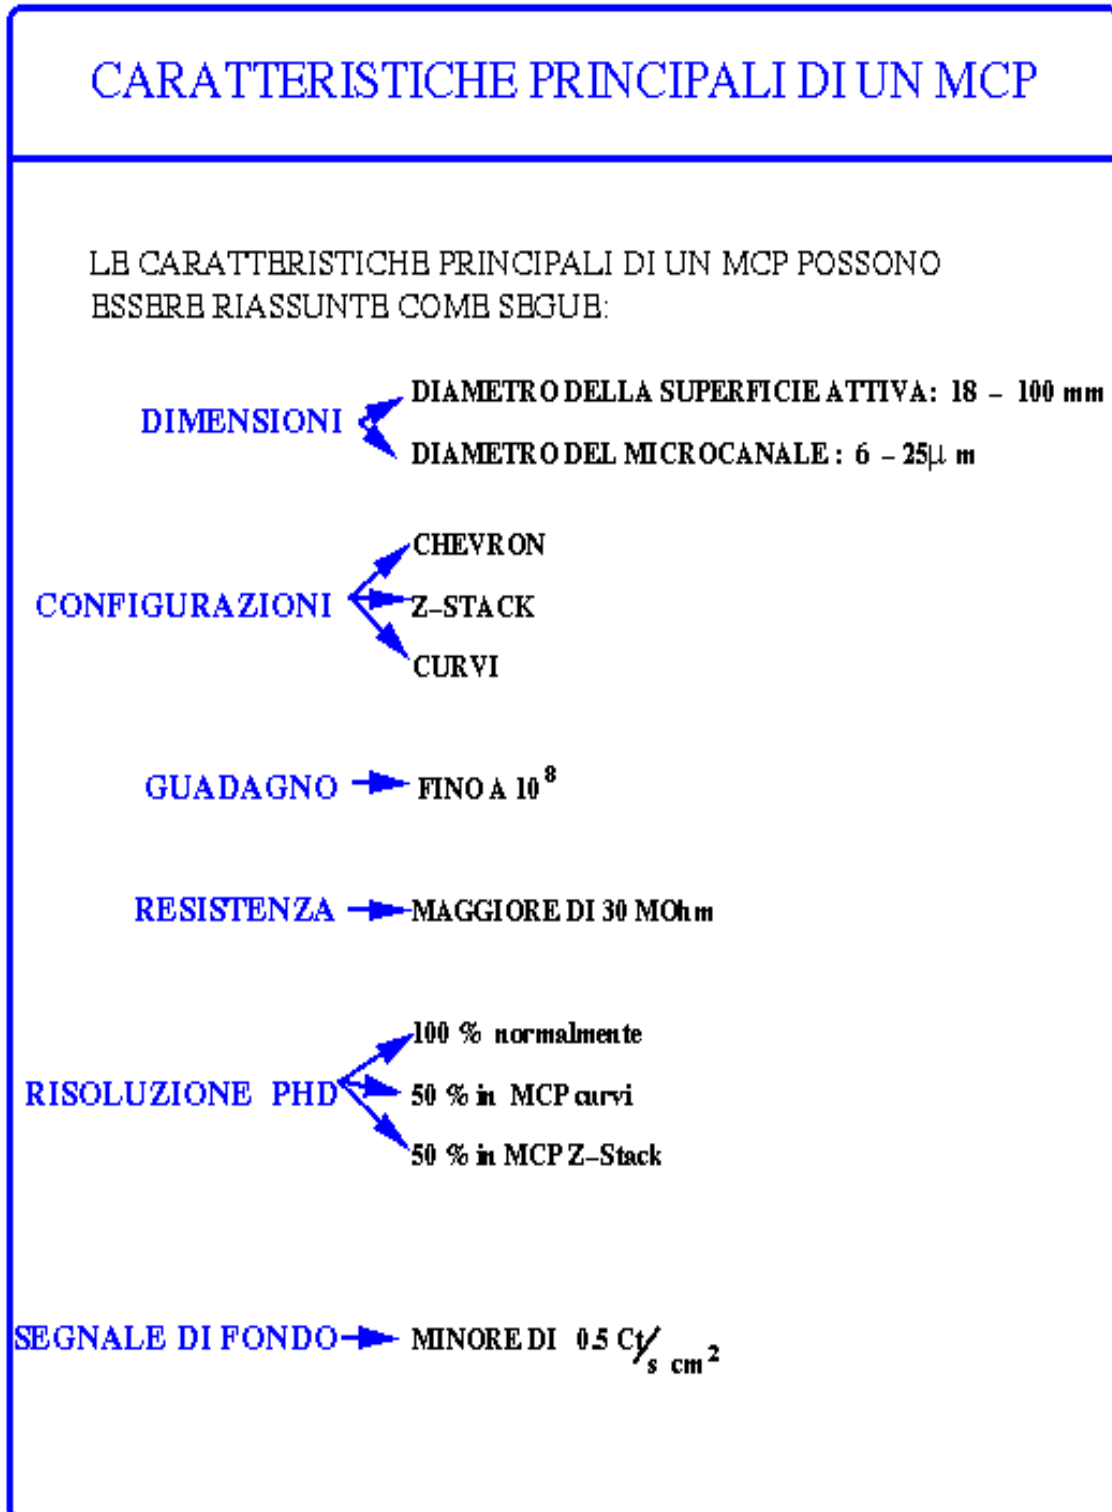 CARATTERISTICHE PRINCIPALI DI UN MCP
LE CARATTERISTICHE PRINCIPALI DI UN MCP POSSONO
ESSERE RIASSUNTE COME SEGUE:
DIMENSIONI
DIAMETRO DELLA SUPERFICIE ATTIVA: 18 – 100 mm
DIAMETRO DEL MICROCANALE : 6 – 25μ m
CONFIGURAZIONI
CHEVRON
Z–STACK
CURVI
GUADAGNO
FINO A 10⁸
RESISTENZA
MAGGIORE DI 30 MOhm
RISOLUZIONE PHD
100 % normalmente
50 % in MCP curvi
50 % in MCP Z–Stack
SEGNALE DI FONDO
MINORE DI 0.5 Ct/s cm²